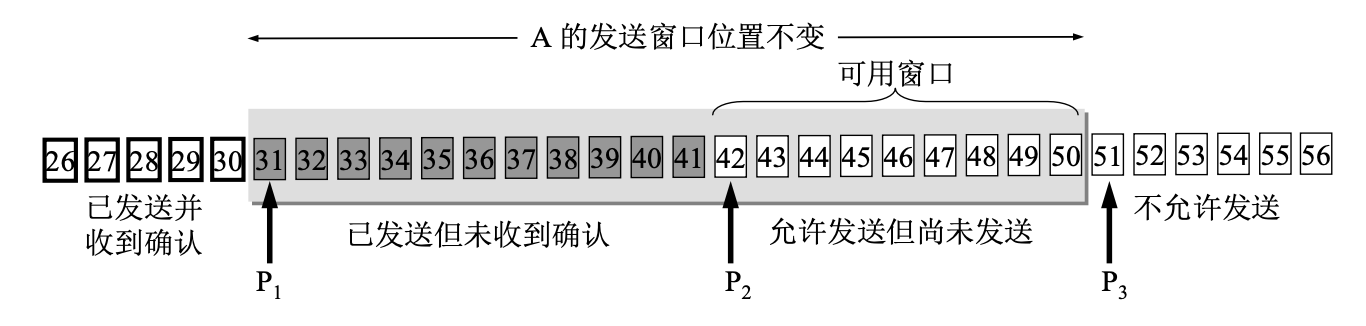 A 的发送窗口位置不变
可用窗口
26 27 28 29 30 31 32 33 34 35 36 37 38 39 40 41 42 43 44 45 46 47 48 49 50 51 52 53 54 55 56
已发送并
收到确认
已发送但未收到确认
允许发送但尚未发送
不允许发送
P1
P2
P3